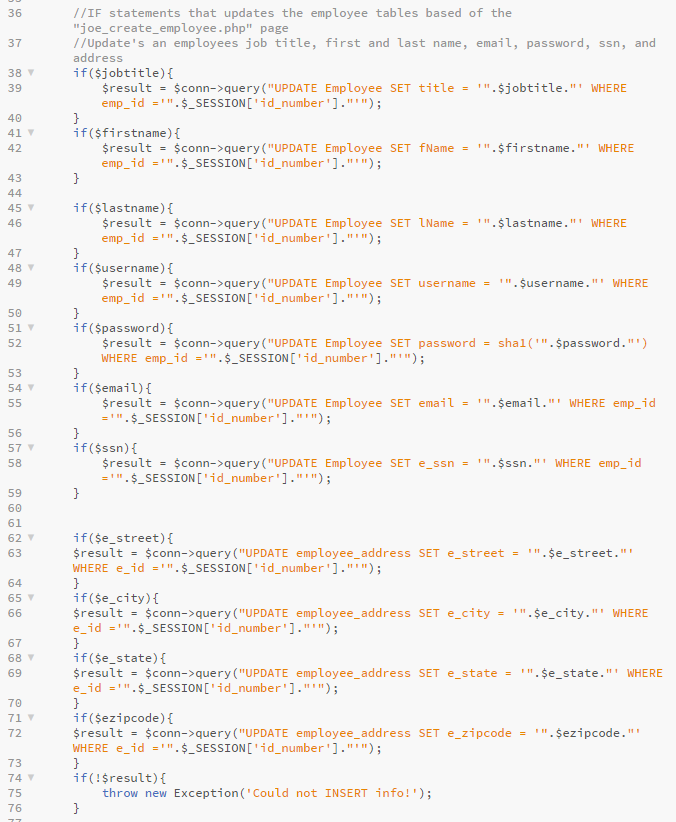 36 //IF statements that updates the employee tables based of the
"joe_create_employee.php" page
37 //Update's an employees job title, first and last name, email, password, ssn, and
address
38 if($jobtitle){
39 $result = $conn->query("UPDATE Employee SET title = '".$jobtitle."' WHERE
emp_id ='".$_SESSION['id_number']."'");
40 }
41 if($firstname){
42 $result = $conn->query("UPDATE Employee SET fName = '".$firstname."' WHERE
emp_id ='".$_SESSION['id_number']."'");
43 }
44
45 if($lastname){
46 $result = $conn->query("UPDATE Employee SET lName = '".$lastname."' WHERE
emp_id ='".$_SESSION['id_number']."'");
47 }
48 if($username){
49 $result = $conn->query("UPDATE Employee SET username = '".$username."' WHERE
emp_id ='".$_SESSION['id_number']."'");
50 }
51 if($password){
52 $result = $conn->query("UPDATE Employee SET password = sha1('".$password."')
WHERE emp_id ='".$_SESSION['id_number']."'");
53 }
54 if($email){
55 $result = $conn->query("UPDATE Employee SET email = '".$email."' WHERE emp_id
='".$_SESSION['id_number']."'");
56 }
57 if($ssn){
58 $result = $conn->query("UPDATE Employee SET e_ssn = '".$ssn."' WHERE emp_id
='".$_SESSION['id_number']."'");
59 }
60
61
62 if($e_street){
63 $result = $conn->query("UPDATE employee_address SET e_street = '".$e_street."'
WHERE e_id ='".$_SESSION['id_number']."'");
64 }
65 if($e_city){
66 $result = $conn->query("UPDATE employee_address SET e_city = '".$e_city."' WHERE
e_id ='".$_SESSION['id_number']."'");
67 }
68 if($e_state){
69 $result = $conn->query("UPDATE employee_address SET e_state = '".$e_state."' WHERE
e_id ='".$_SESSION['id_number']."'");
70 }
71 if($ezipcode){
72 $result = $conn->query("UPDATE employee_address SET e_zipcode = '".$ezipcode."'
WHERE e_id ='".$_SESSION['id_number']."'");
73 }
74 if(!$result){
75 throw new Exception('Could not INSERT info!');
76 }